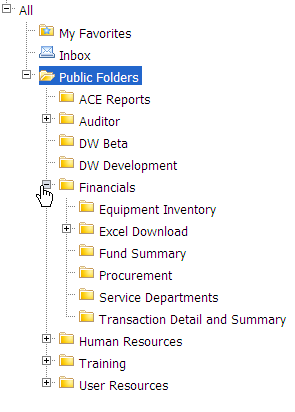 All
My Favorites
Inbox
Public Folders
ACE Reports
Auditor
DW Beta
DW Development
Financials
Equipment Inventory
Excel Download
Fund Summary
Procurement
Service Departments
Transaction Detail and Summary
Human Resources
Training
User Resources